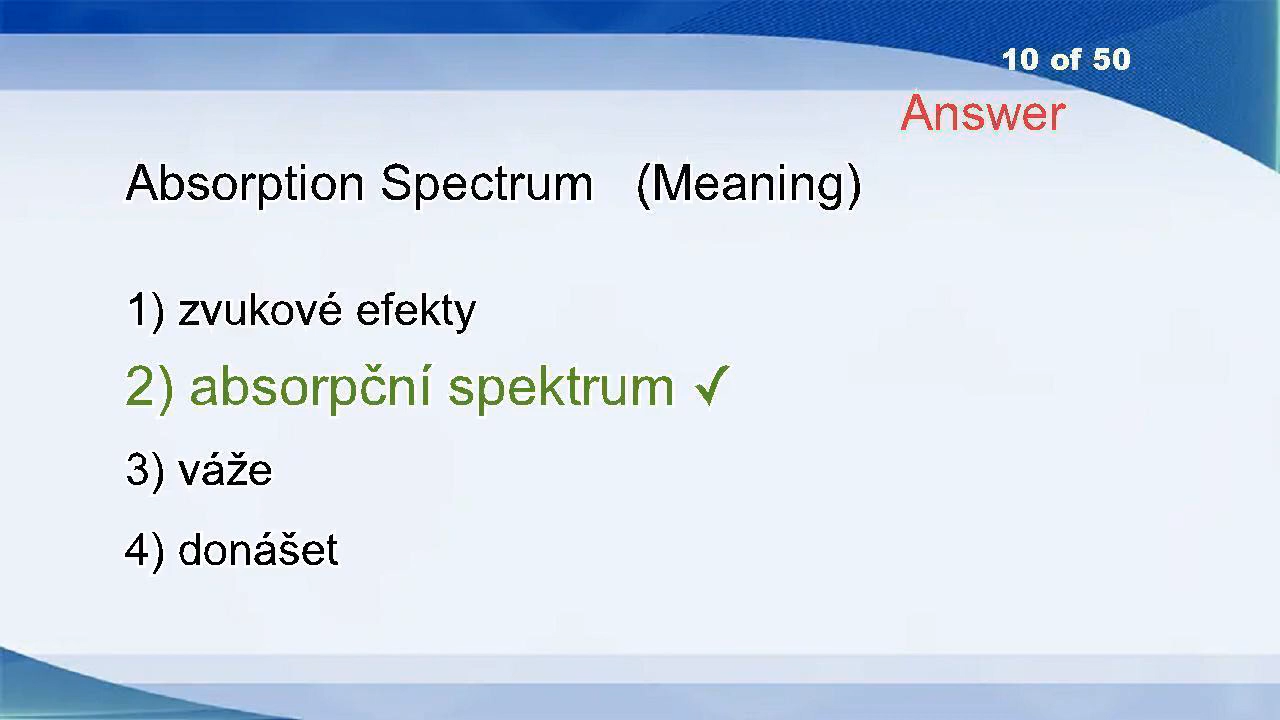 10 of 50
Answer
Absorption Spectrum (Meaning)
1) zvukové efekty
2) absorpční spektrum ✓
3) váže
4) donášet